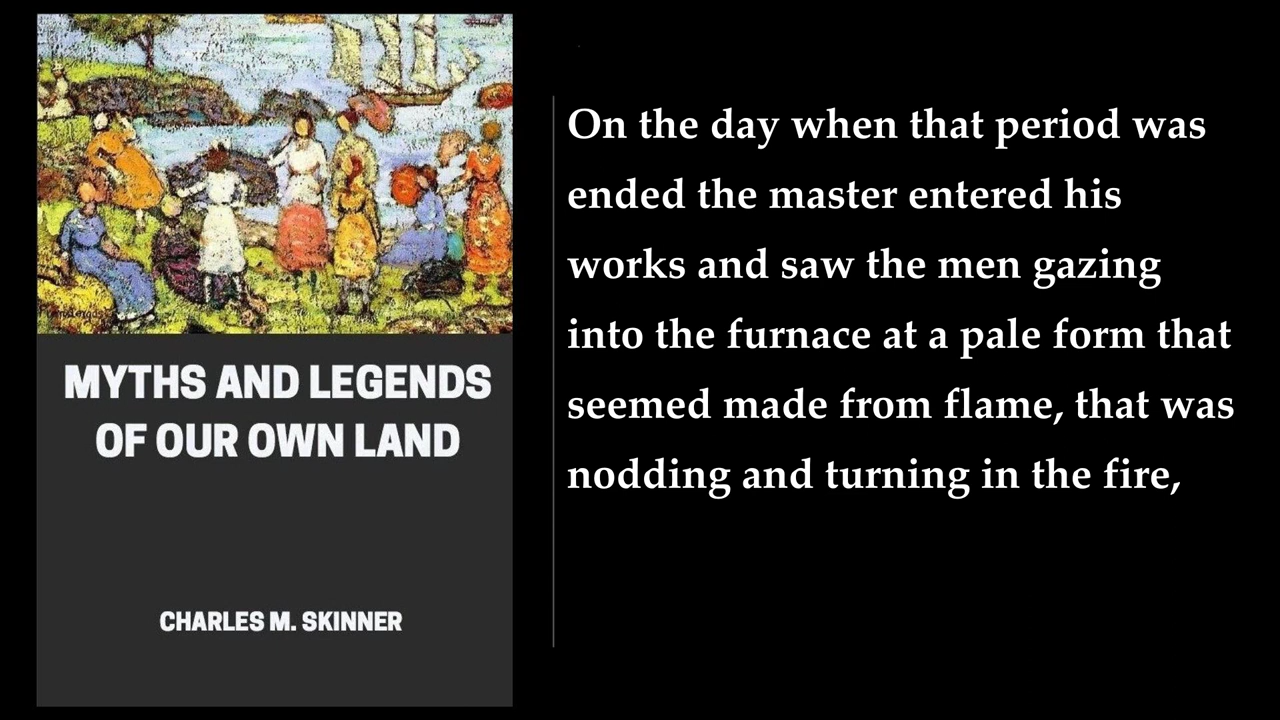 MYTHS AND LEGENDS
OF OUR OWN LAND
CHARLES M. SKINNER
On the day when that period was
ended the master entered his
works and saw the men gazing
into the furnace at a pale form that
seemed made from flame, that was
nodding and turning in the fire,